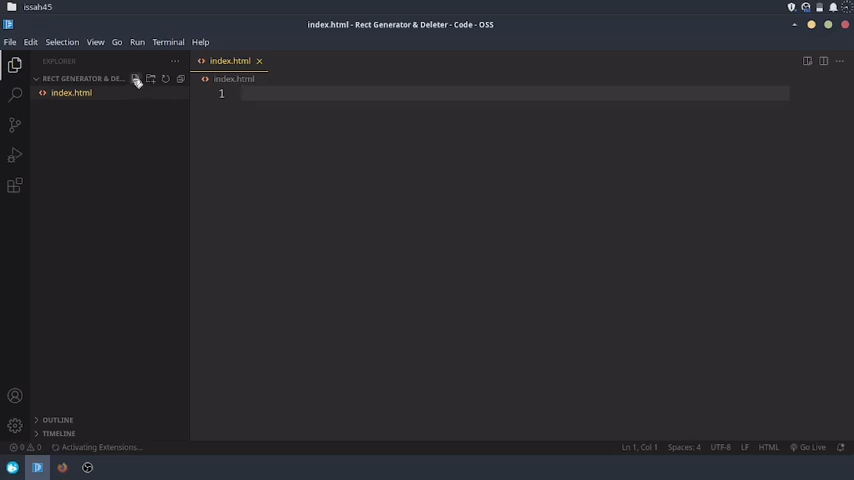 issah45
index.html - Rect Generator & Deleter - Code - OSS
File Edit Selection View Go Run Terminal Help
EXPLORER
index.html
RECT GENERATOR & DE...
index.html
index.html
1
OUTLINE
TIMELINE
0 0 Activating Extensions... Ln 1, Col 1 Spaces: 4 UTF-8 LF HTML Go Live